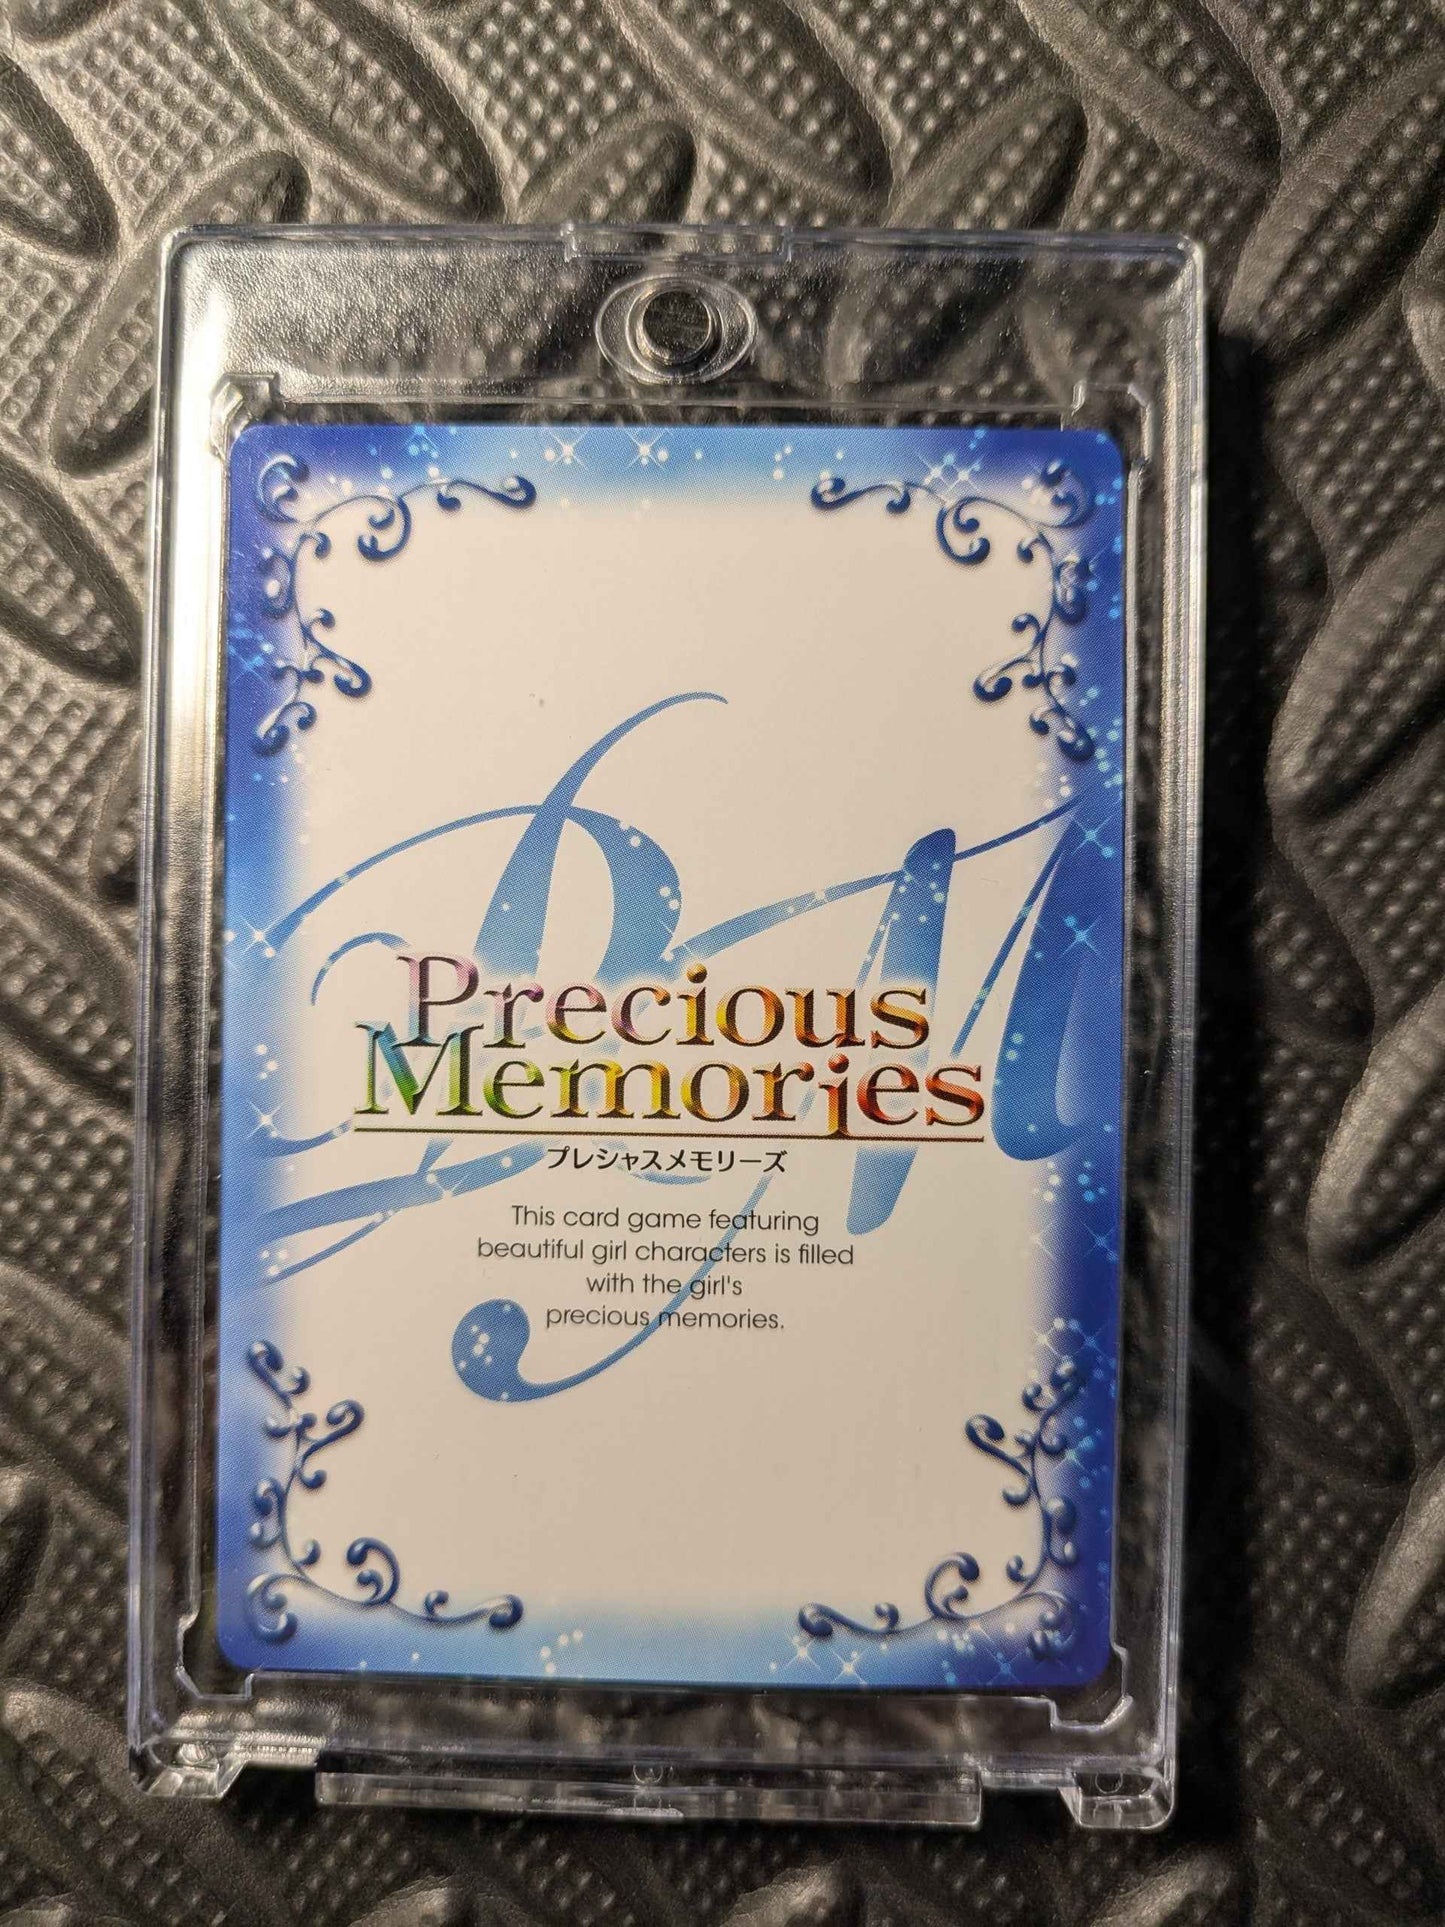 PM
Precious
Memories
プレシャスメモリーズ
This card game featuring
beautiful girl characters is filled
with the girl's
precious memories.